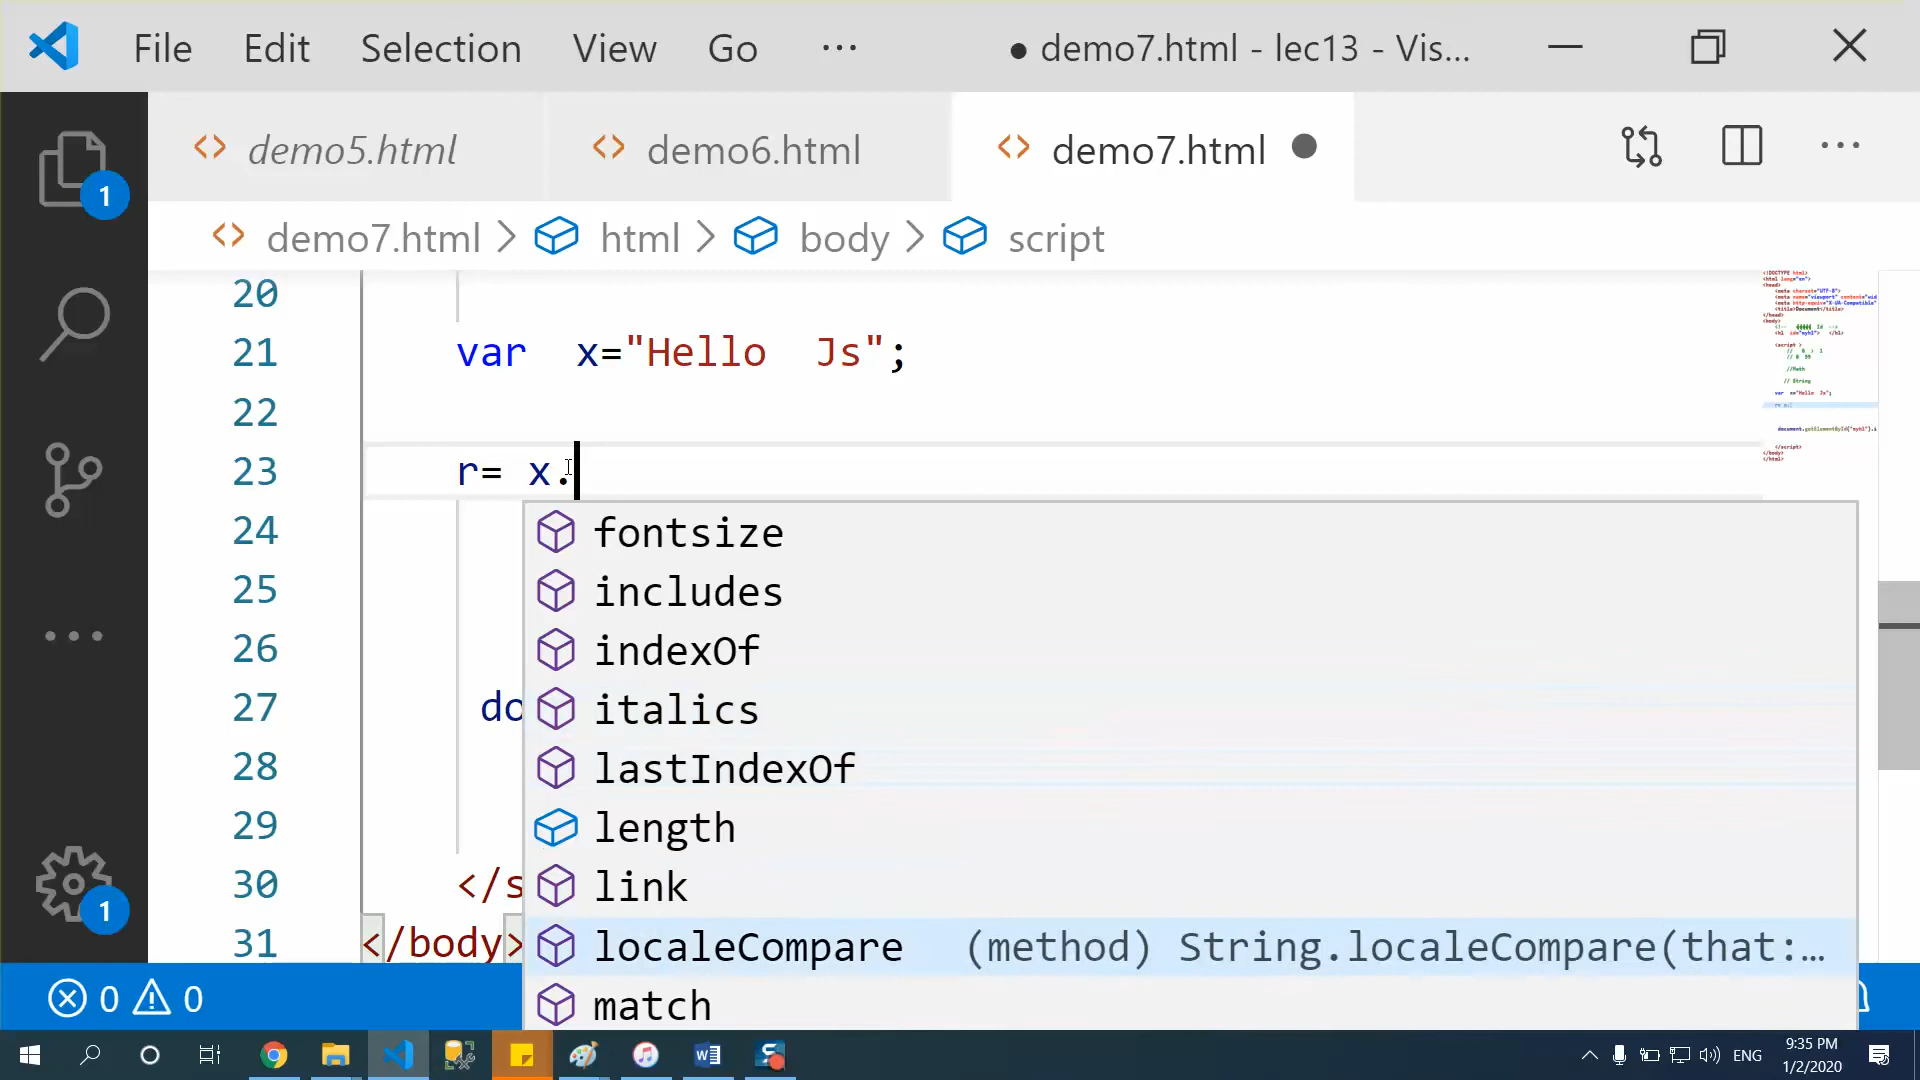 File Edit Selection View Go ··· ● demo7.html - lec13 - Vis...
demo5.html demo6.html demo7.html
demo7.html > html > body > script
20
21 var x="Hello Js";
22
23 r= x.
24 fontsize
25 includes
26 indexOf
27 do italics
28 lastIndexOf
29 length
30 </s link
31 </body> localeCompare (method) String.localeCompare(that:…
match
1
1
0 0
ENG
9:35 PM
1/2/2020